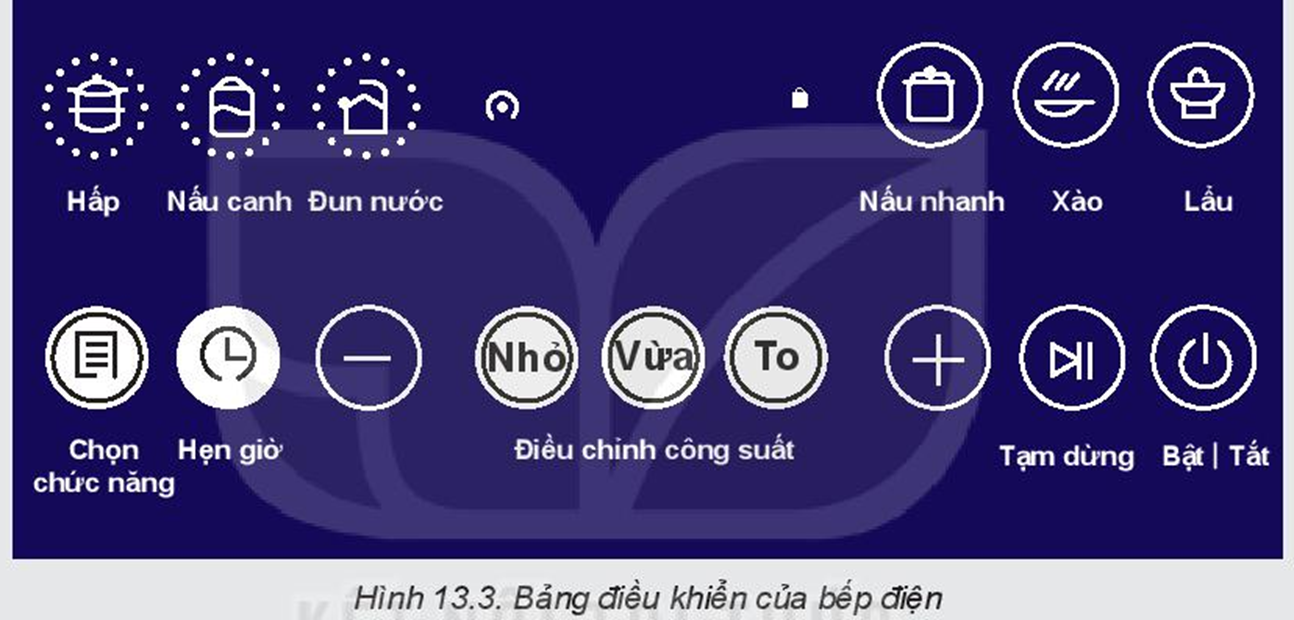 Hấp Nấu canh Đun nước Nấu nhanh Xào Lẩu
Nhỏ Vừa To
Chọn chức năng Hẹn giờ Điều chỉnh công suất Tạm dừng Bật | Tắt
Hình 13.3. Bảng điều khiển của bếp điện